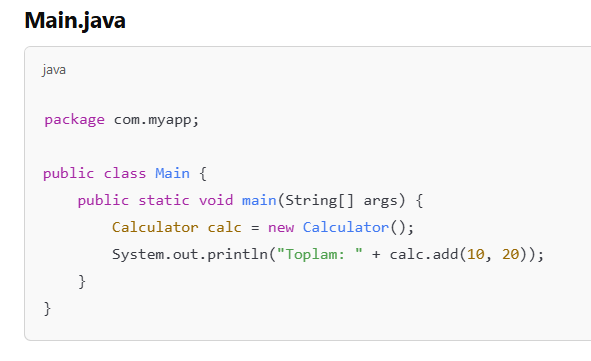 Main.java
java
package com.myapp;
public class Main {
    public static void main(String[] args) {
        Calculator calc = new Calculator();
        System.out.println("Toplam: " + calc.add(10, 20));
    }
}